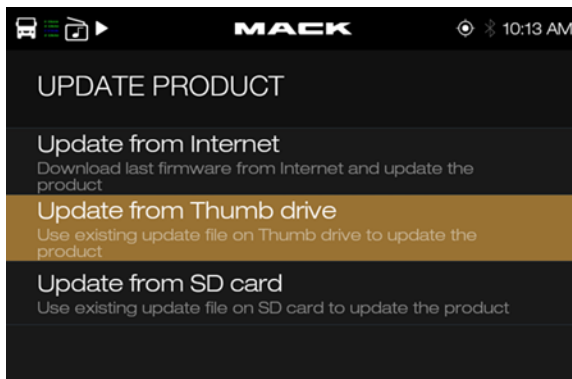 MACK 10:13 AM
UPDATE PRODUCT
Update from Internet
Download last firmware from Internet and update the
product
Update from Thumb drive
Use existing update file on Thumb drive to update the
product
Update from SD card
Use existing update file on SD card to update the product